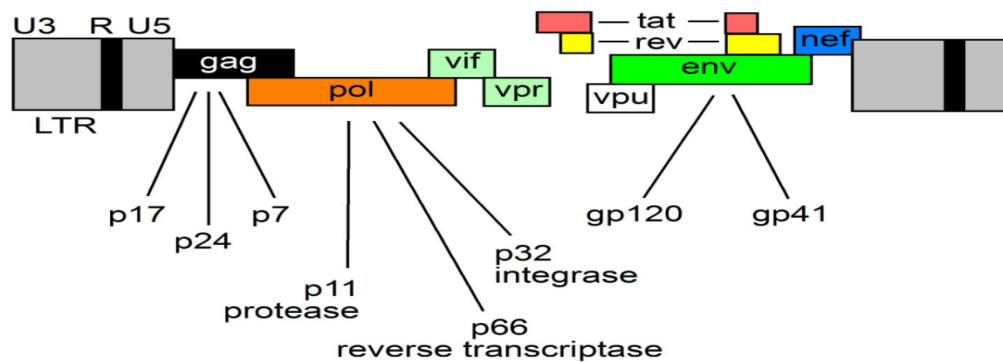 U3 R U5
tat
rev
nef
gag
vif
env
pol
vpr
vpu
LTR
p17
p24
p7
gp120
gp41
p32
integrase
p11
protease
p66
reverse transcriptase